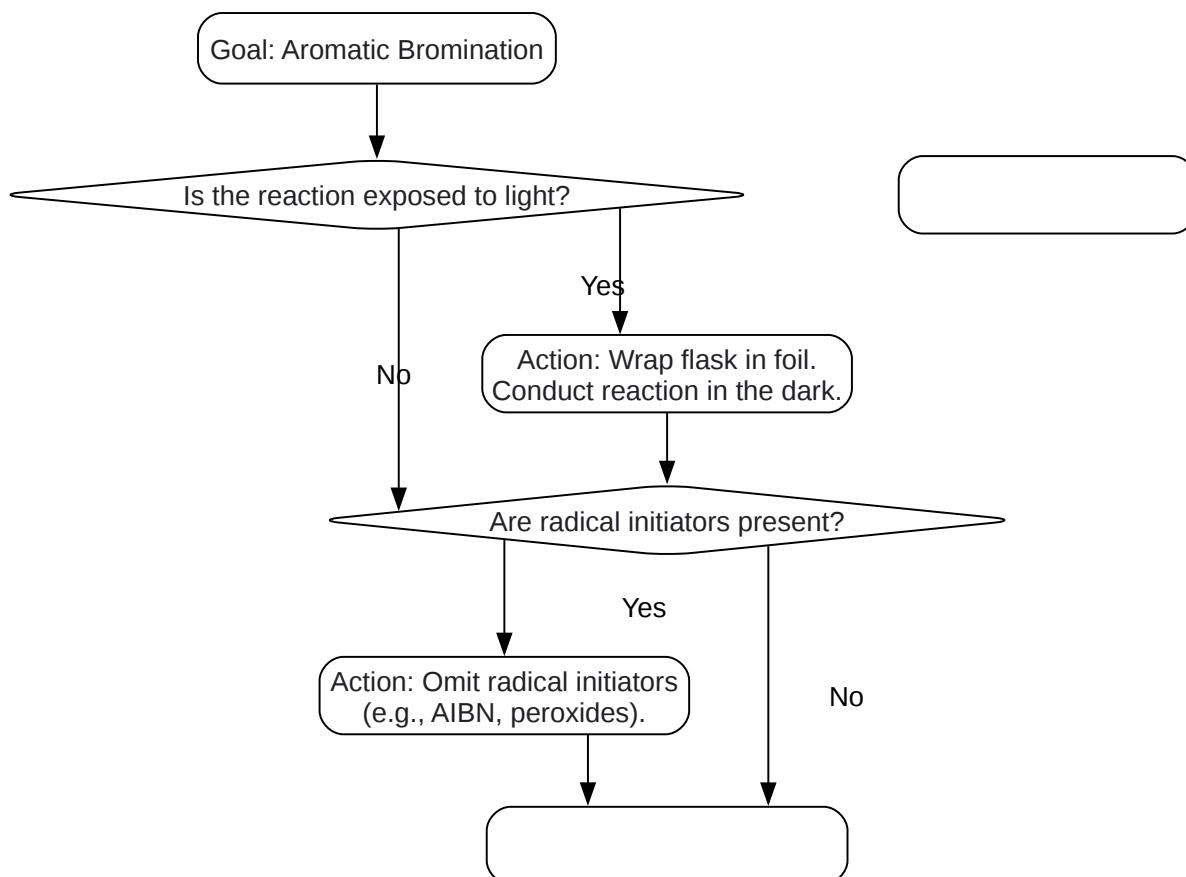 Goal: Aromatic Bromination
Is the reaction exposed to light?
Yes
Action: Wrap flask in foil.
Conduct reaction in the dark.
No
Are radical initiators present?
Yes
Action: Omit radical initiators
(e.g., AIBN, peroxides).
No